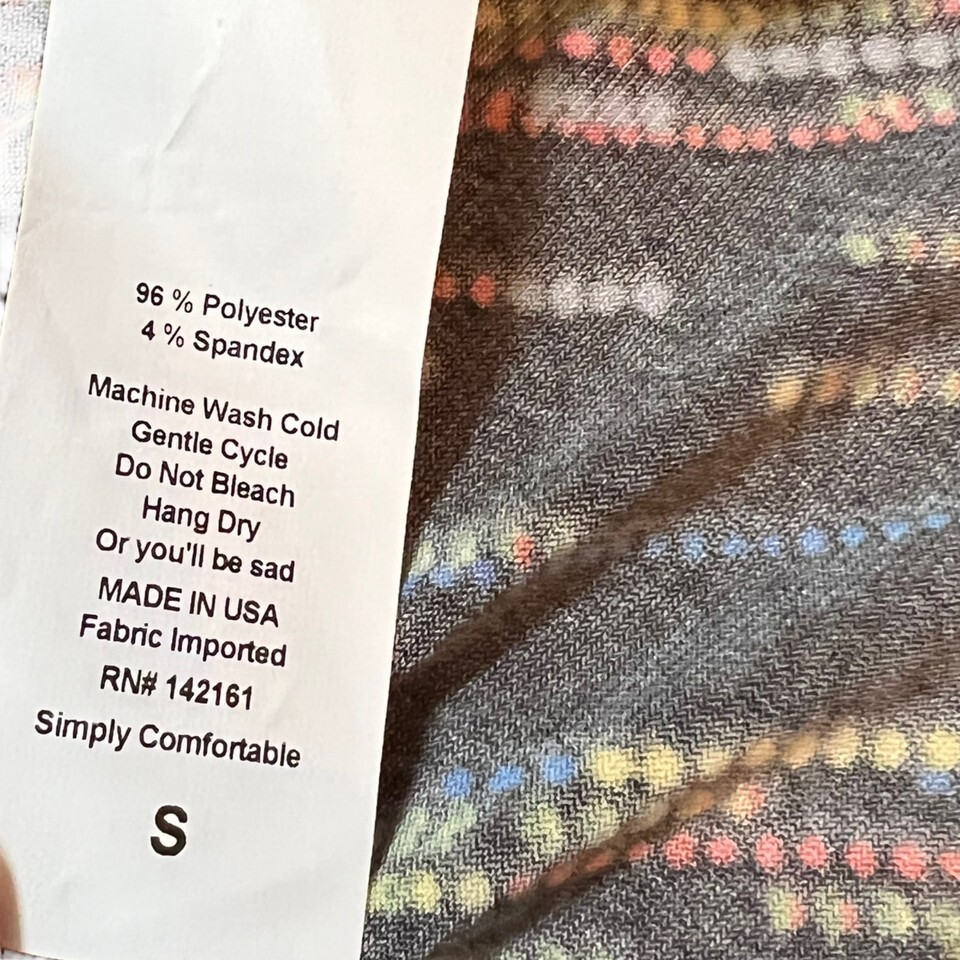 96 % Polyester
4 % Spandex
Machine Wash Cold
Gentle Cycle
Do Not Bleach
Hang Dry
Or you'll be sad
MADE IN USA
Fabric Imported
RN# 142161
Simply Comfortable
S